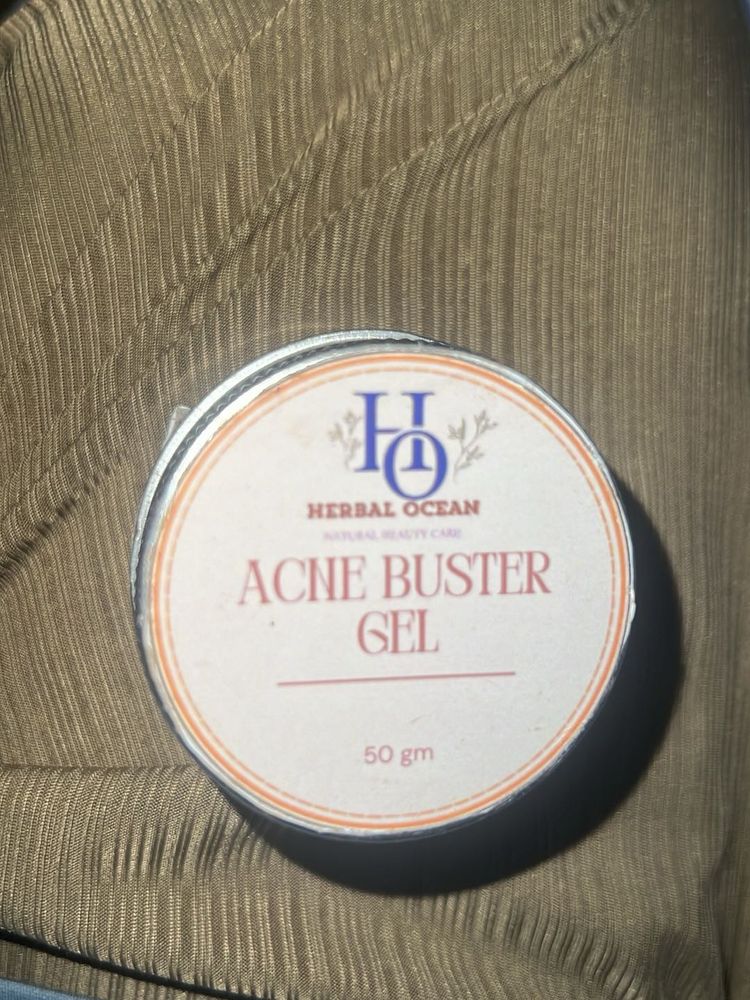 HO
HERBAL OCEAN
NATURAL BEAUTY CARE
ACNE BUSTER
GEL
50 gm